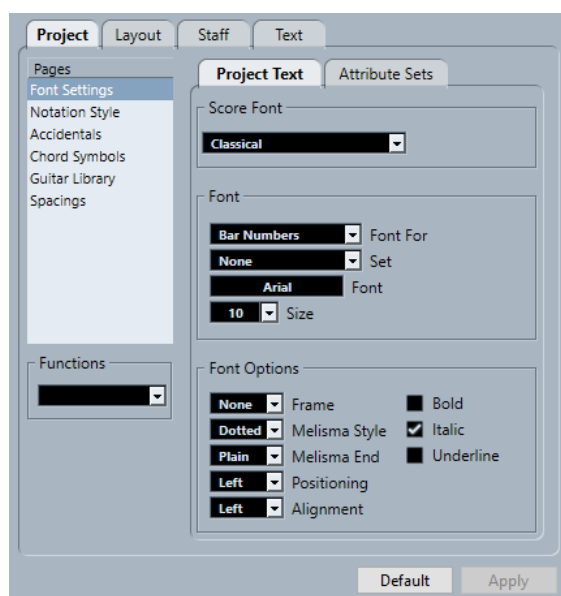 Project Layout Staff Text
Pages
Font Settings
Notation Style
Accidentals
Chord Symbols
Guitar Library
Spacings
Functions
Project Text Attribute Sets
Score Font
Classical
Font
Bar Numbers Font For
None Set
Arial Font
10 Size
Font Options
None Frame Bold
Dotted Melisma Style Italic
Plain Melisma End Underline
Left Positioning
Left Alignment
Default Apply